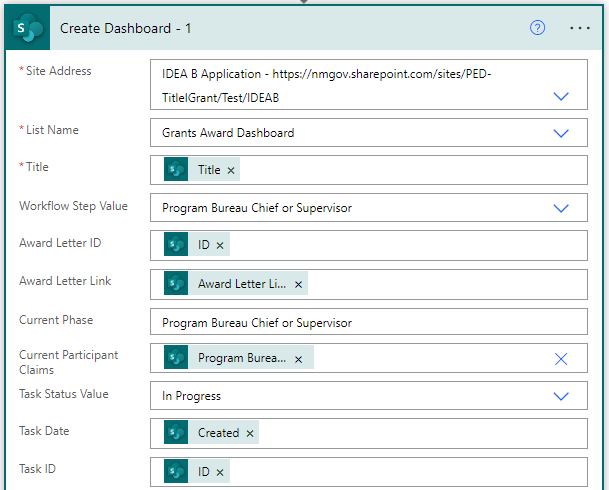 Create Dashboard - 1
* Site Address
IDEA B Application - https://nmgov.sharepoint.com/sites/PED-
TitleIGrant/Test/IDEAB
* List Name
Grants Award Dashboard
* Title
Title ×
Workflow Step Value
Program Bureau Chief or Supervisor
Award Letter ID
ID ×
Award Letter Link
Award Letter Li... ×
Current Phase
Program Bureau Chief or Supervisor
Current Participant
Claims
Program Burea... ×
Task Status Value
In Progress
Task Date
Created ×
Task ID
ID ×